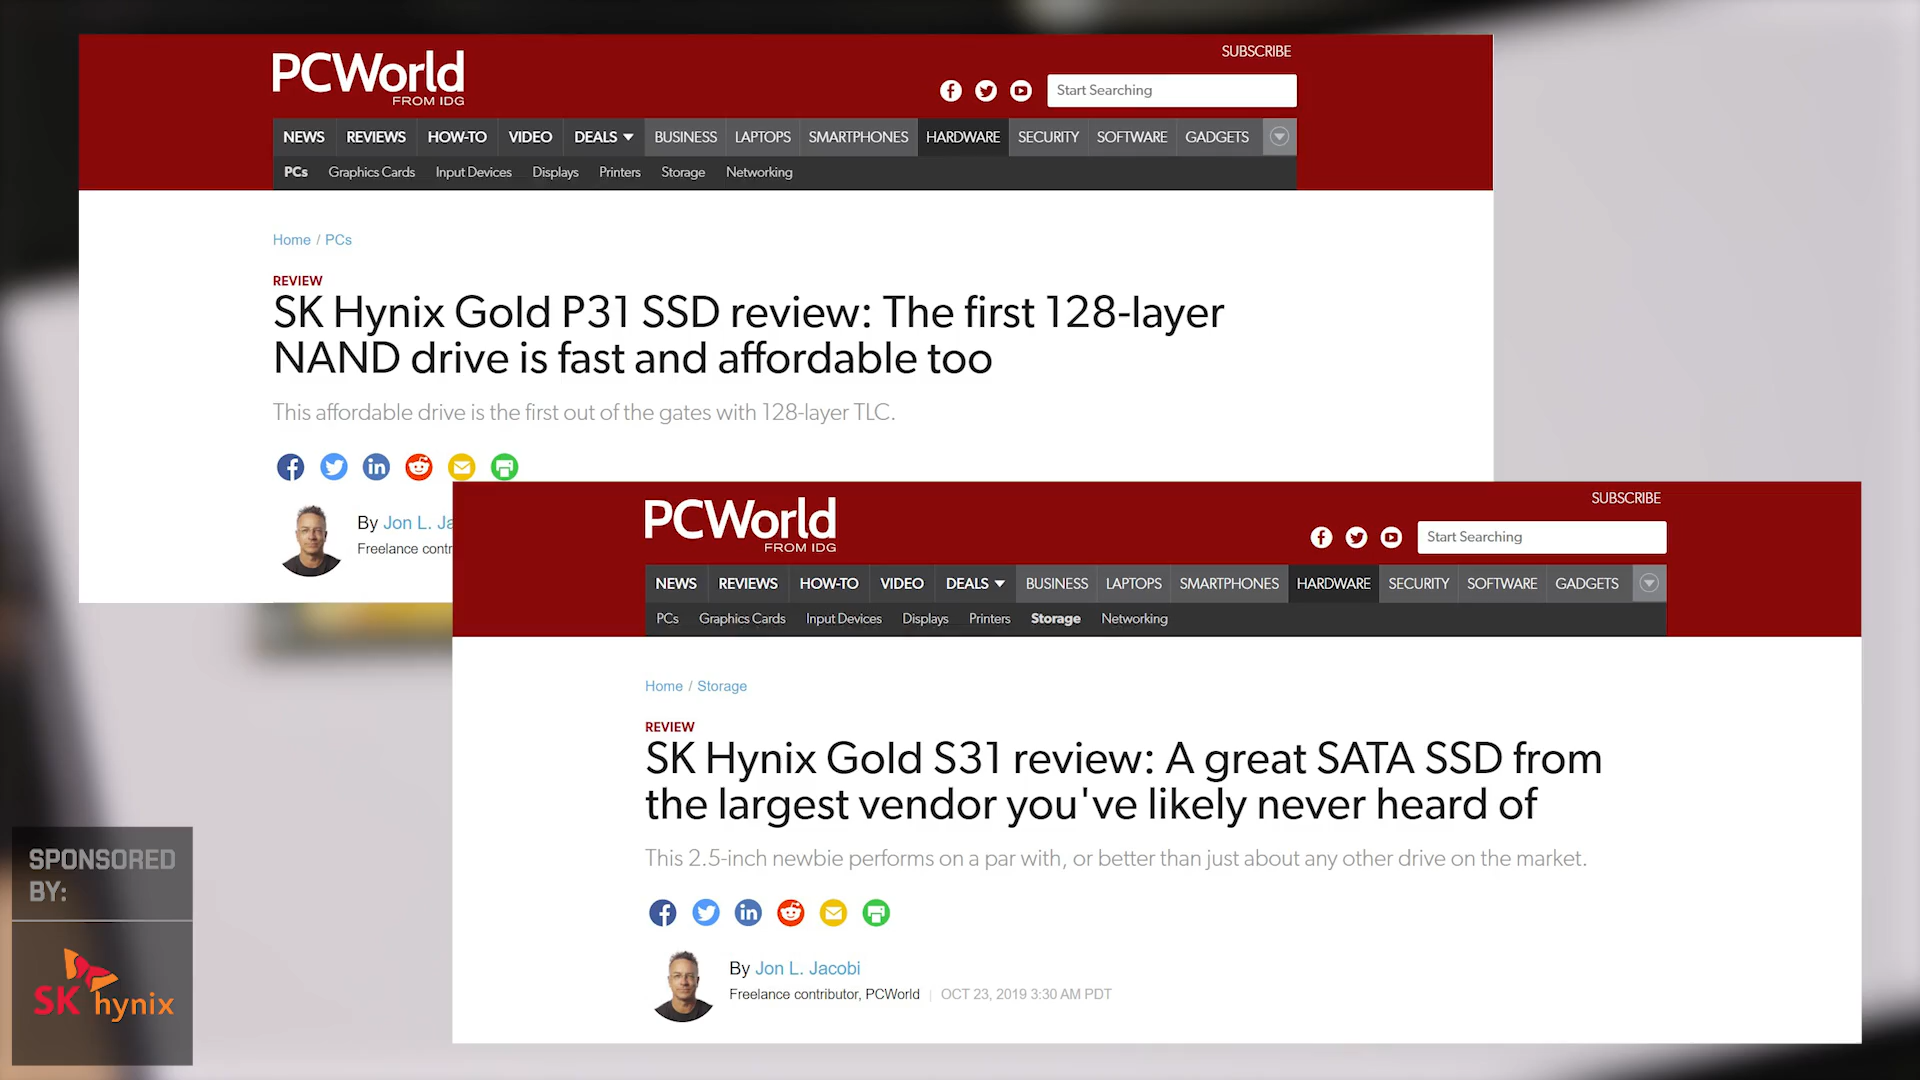 PCWorld
FROM IDG
SUBSCRIBE
Start Searching
NEWS REVIEWS HOW-TO VIDEO DEALS BUSINESS LAPTOPS SMARTPHONES HARDWARE SECURITY SOFTWARE GADGETS
PCs Graphics Cards Input Devices Displays Printers Storage Networking
Home / PCs
REVIEW
SK Hynix Gold P31 SSD review: The first 128-layer
NAND drive is fast and affordable too
This affordable drive is the first out of the gates with 128-layer TLC.
By Jon L. Ja
Freelance contr
PCWorld
FROM IDG
SUBSCRIBE
Start Searching
NEWS REVIEWS HOW-TO VIDEO DEALS BUSINESS LAPTOPS SMARTPHONES HARDWARE SECURITY SOFTWARE GADGETS
PCs Graphics Cards Input Devices Displays Printers Storage Networking
Home / Storage
REVIEW
SK Hynix Gold S31 review: A great SATA SSD from
the largest vendor you've likely never heard of
This 2.5-inch newbie performs on a par with, or better than just about any other drive on the market.
By Jon L. Jacobi
Freelance contributor, PCWorld | OCT 23, 2019 3:30 AM PDT
SPONSORED
BY:
SK hynix